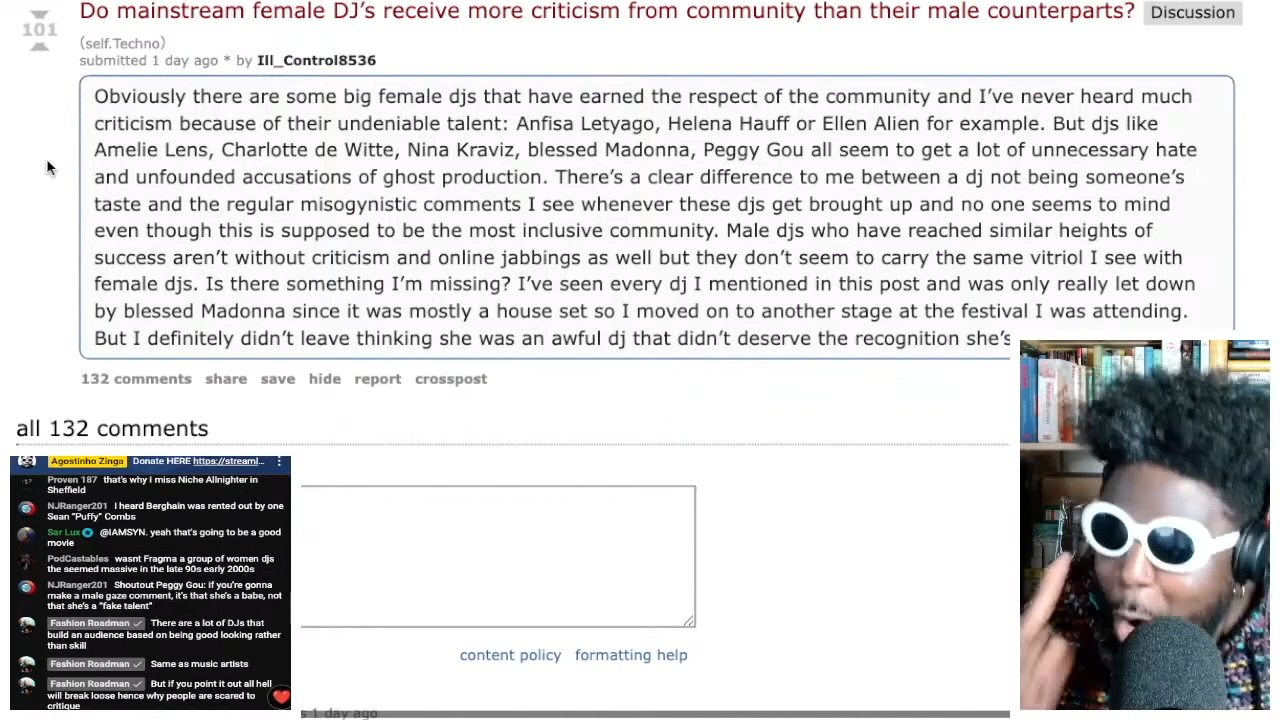 Do mainstream female DJ’s receive more criticism from community than their male counterparts? Discussion
101
(self.Techno)
submitted 1 day ago * by Ill_Control8536
Obviously there are some big female djs that have earned the respect of the community and I’ve never heard much
criticism because of their undeniable talent: Anfisa Letyago, Helena Hauff or Ellen Alien for example. But djs like
Amelie Lens, Charlotte de Witte, Nina Kraviz, blessed Madonna, Peggy Gou all seem to get a lot of unnecessary hate
and unfounded accusations of ghost production. There’s a clear difference to me between a dj not being someone’s
taste and the regular misogynistic comments I see whenever these djs get brought up and no one seems to mind
even though this is supposed to be the most inclusive community. Male djs who have reached similar heights of
success aren’t without criticism and online jabbings as well but they don’t seem to carry the same vitriol I see with
female djs. Is there something I’m missing? I’ve seen every dj I mentioned in this post and was only really let down
by blessed Madonna since it was mostly a house set so I moved on to another stage at the festival I was attending.
But I definitely didn’t leave thinking she was an awful dj that didn’t deserve the recognition she’s
132 comments share save hide report crosspost
all 132 comments
Agostinho Zinga Donate HERE https://streaml...
Proven 187 that's why I miss Niche Allnighter in
Sheffield
NJRanger201 I heard Berghain was rented out by one
Sean "Puffy" Combs
Sar Lux @IAMSYN. yeah that's going to be a good
movie
PodCastables wasnt Fragma a group of women djs
the seemed massive in the late 90s early 2000s
NJRanger201 Shoutout Peggy Gou: if you're gonna
make a male gaze comment, it's that she's a babe, not
that she's a "fake talent"
Fashion Roadman There are a lot of DJs that
build an audience based on being good looking rather
than skill
Fashion Roadman Same as music artists
Fashion Roadman But if you point it out all hell
will break loose hence why people are scared to
critique
content policy formatting help
s 1 day ago